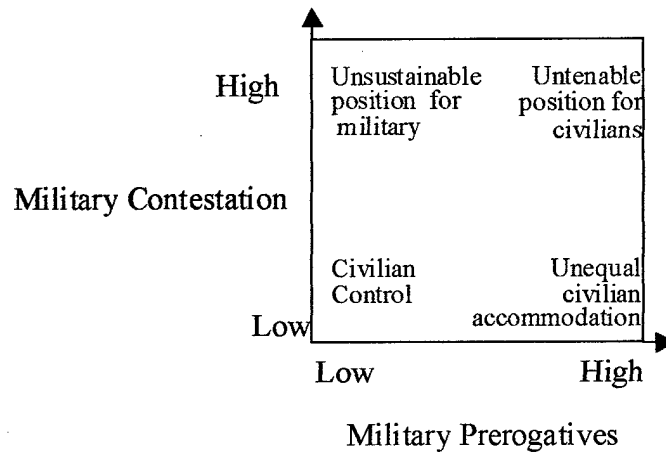 High
Unsustainable
position for
military
Untenable
position for
civilians
Military Contestation
Civilian
Control
Unequal
civilian
accommodation
Low
Low
High
Military Prerogatives